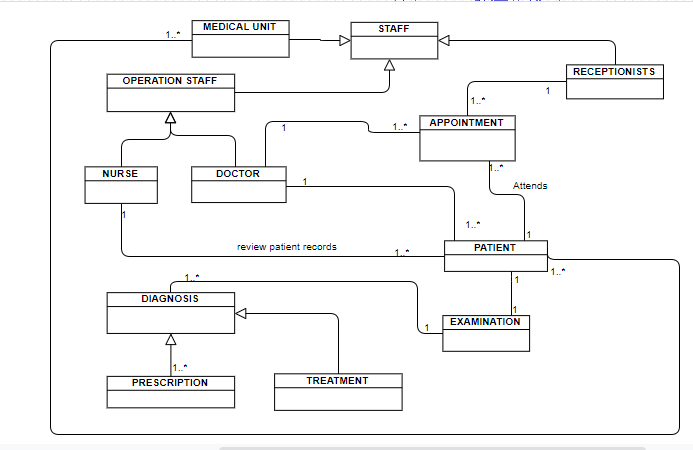 MEDICAL UNIT
STAFF
1..*
RECEPTIONISTS
OPERATION STAFF
1
1..*
APPOINTMENT
1
1..*
NURSE
DOCTOR
1..*
1
Attends
1
1..*
1
review patient records
1..*
PATIENT
1..*
1..*
1
DIAGNOSIS
1
EXAMINATION
1
1..*
PRESCRIPTION
TREATMENT